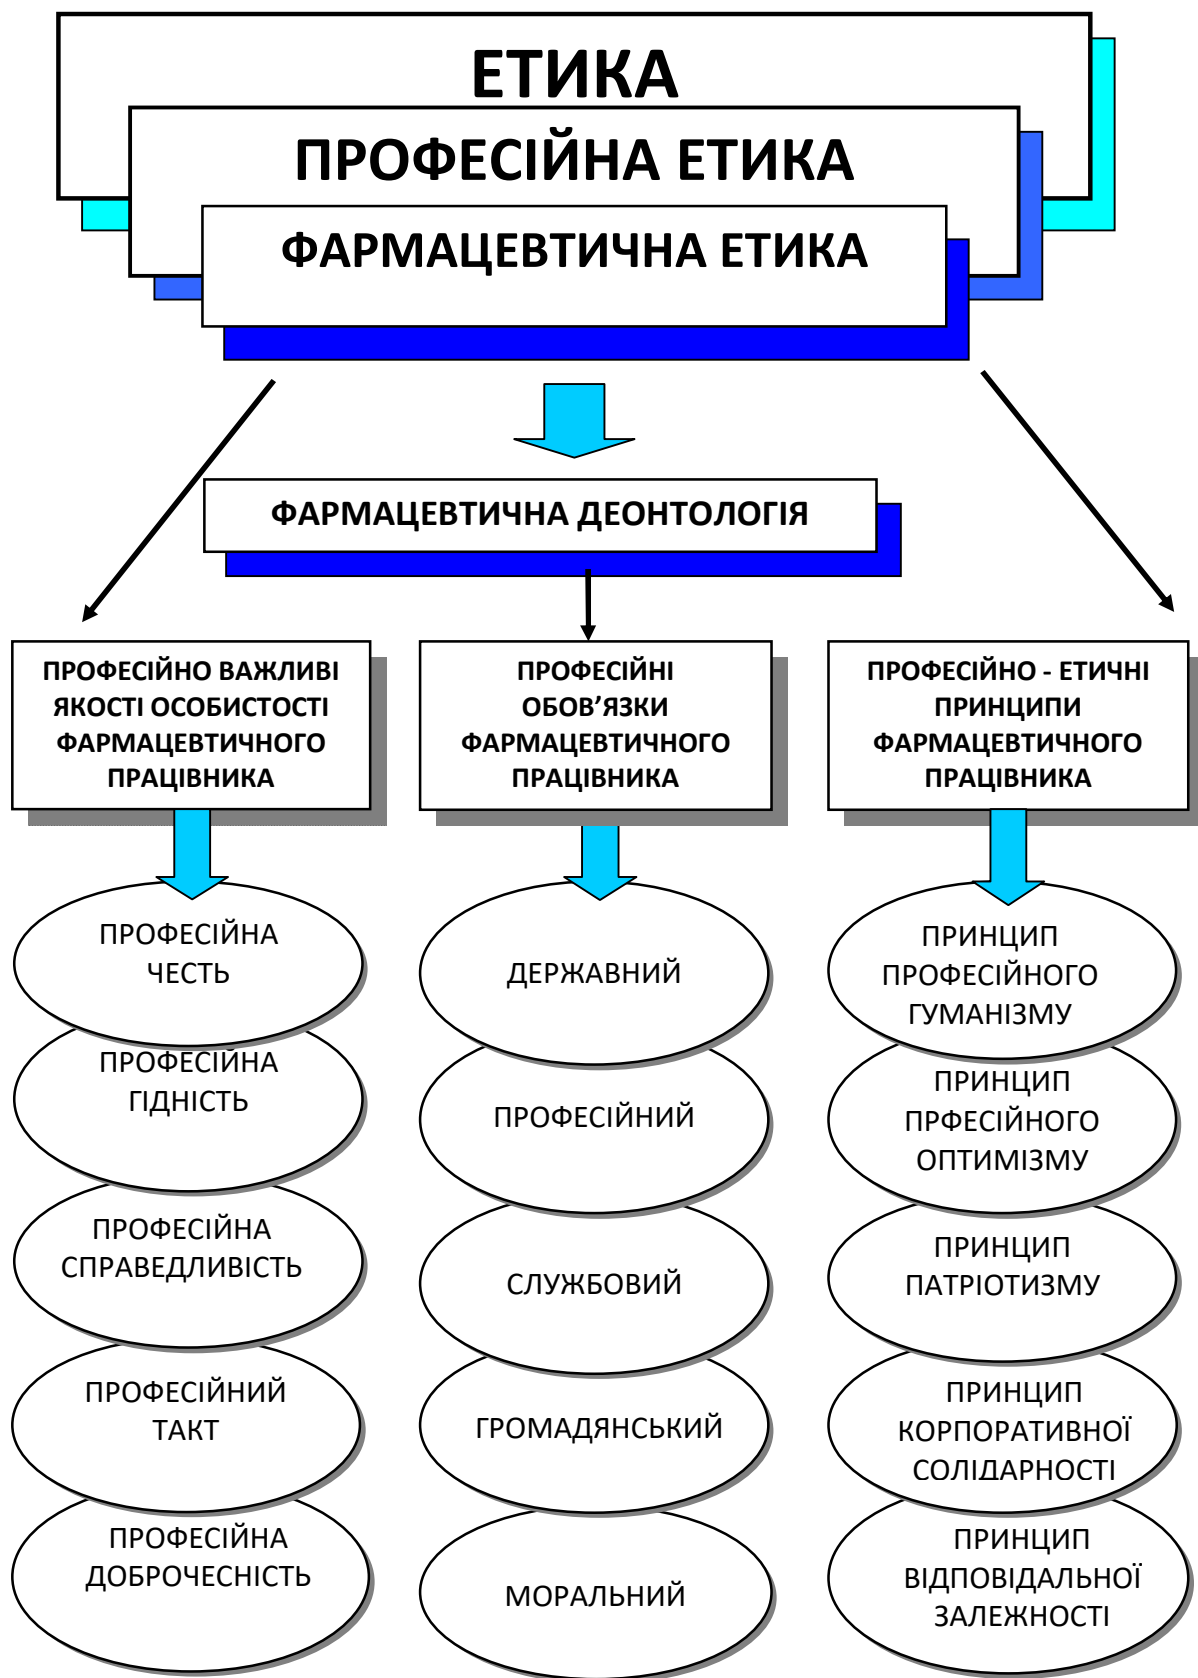 ЕТИКА
ПРОФЕСІЙНА ЕТИКА
ФАРМАЦЕВТИЧНА ЕТИКА
ФАРМАЦЕВТИЧНА ДЕОНТОЛОГІЯ
ПРОФЕСІЙНО ВАЖЛИВІ
ЯКОСТІ ОСОБИСТОСТІ
ФАРМАЦЕВТИЧНОГО
ПРАЦІВНИКА
ПРОФЕСІЙНА
ЧЕСТЬ
ПРОФЕСІЙНА
ГІДНІСТЬ
ПРОФЕСІЙНА
СПРАВЕДЛИВІСТЬ
ПРОФЕСІЙНИЙ
ТАКТ
ПРОФЕСІЙНА
ДОБРОЧЕСНІСТЬ
ПРОФЕСІЙНІ
ОБОВ’ЯЗКИ
ФАРМАЦЕВТИЧНОГО
ПРАЦІВНИКА
ДЕРЖАВНИЙ
ПРОФЕСІЙНИЙ
СЛУЖБОВИЙ
ГРОМАДЯНСЬКИЙ
МОРАЛЬНИЙ
ПРОФЕСІЙНО - ЕТИЧНІ
ПРИНЦИПИ
ФАРМАЦЕВТИЧНОГО
ПРАЦІВНИКА
ПРИНЦИП
ПРОФЕСІЙНОГО
ГУМАНІЗМУ
ПРИНЦИП
ПРФЕСІЙНОГО
ОПТИМІЗМУ
ПРИНЦИП
ПАТРІОТИЗМУ
ПРИНЦИП
КОРПОРАТИВНОЇ
СОЛІДАРНОСТІ
ПРИНЦИП
ВІДПОВІДАЛЬНОЇ
ЗАЛЕЖНОСТІ